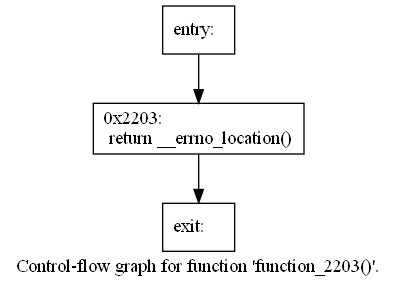 entry:
0x2203:
return __errno_location()
exit:
Control-flow graph for function 'function_2203()'.